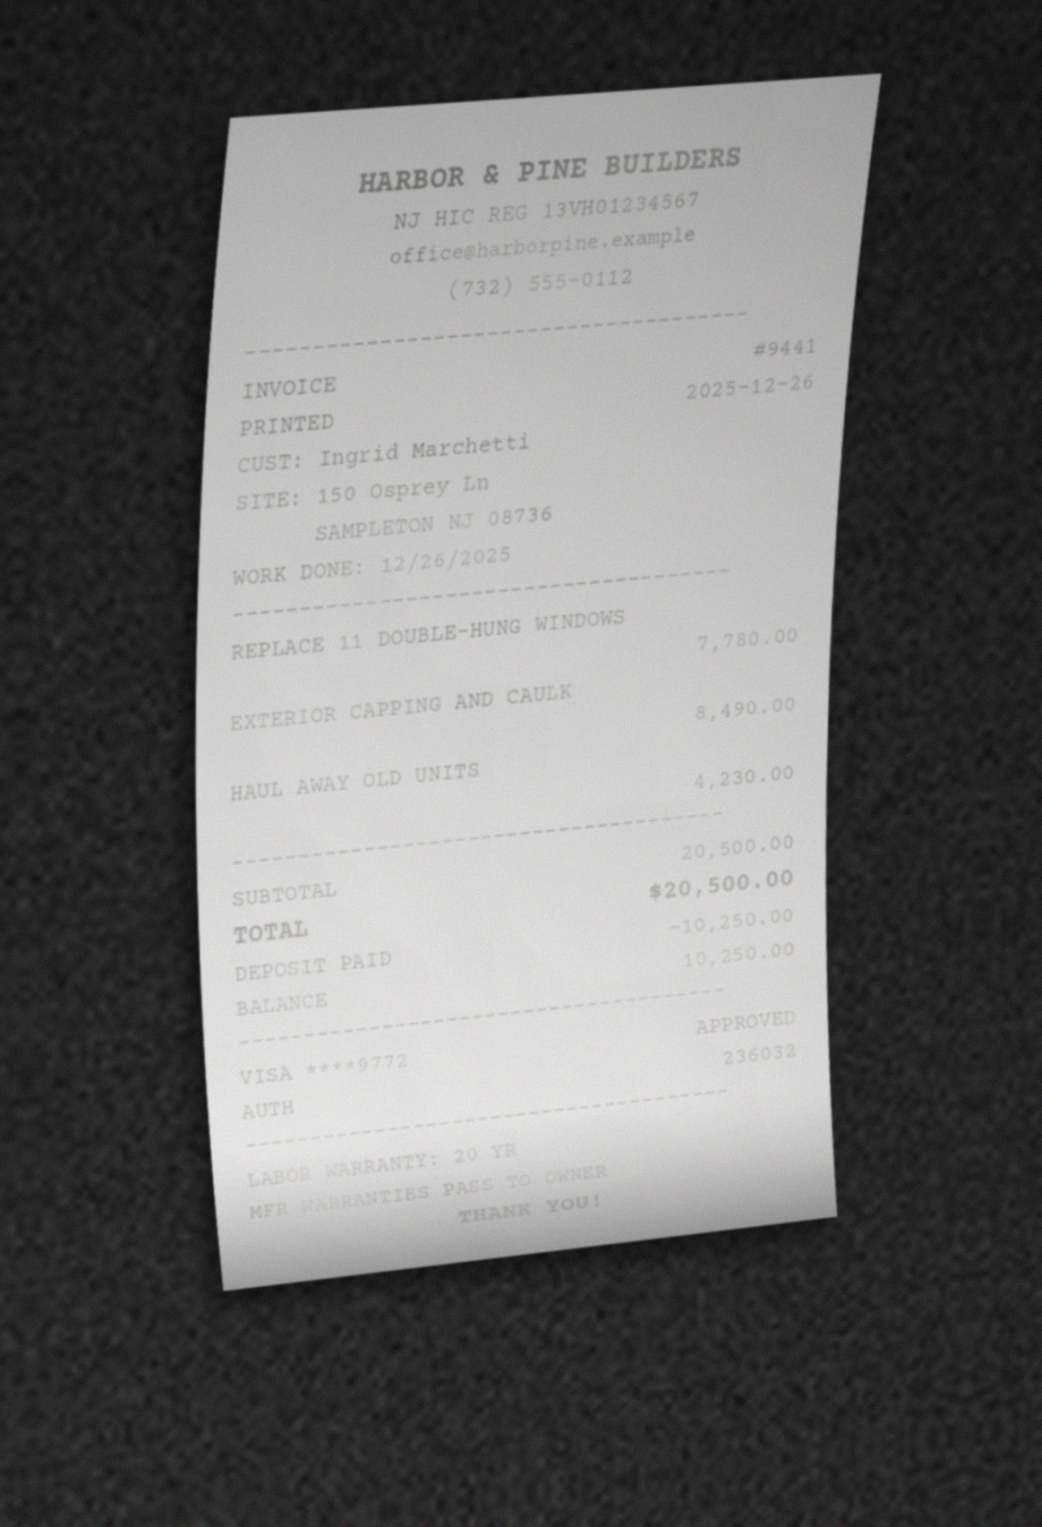 HARBOR & PINE BUILDERS
NJ HIC REG 13VH01234567
office@harborpine.example
(732) 555-0112
--------------------------------------
INVOICE #9441
PRINTED 2025-12-26
CUST: Ingrid Marchetti
SITE: 150 Osprey Ln
SAMPLETON NJ 08736
WORK DONE: 12/26/2025
--------------------------------------
REPLACE 11 DOUBLE-HUNG WINDOWS
7,780.00
EXTERIOR CAPPING AND CAULK
8,490.00
HAUL AWAY OLD UNITS
4,230.00
--------------------------------------
SUBTOTAL 20,500.00
TOTAL $20,500.00
DEPOSIT PAID -10,250.00
BALANCE 10,250.00
--------------------------------------
VISA ****9772 APPROVED
AUTH 236032
--------------------------------------
LABOR WARRANTY: 20 YR
MFR WARRANTIES PASS TO OWNER
THANK YOU!